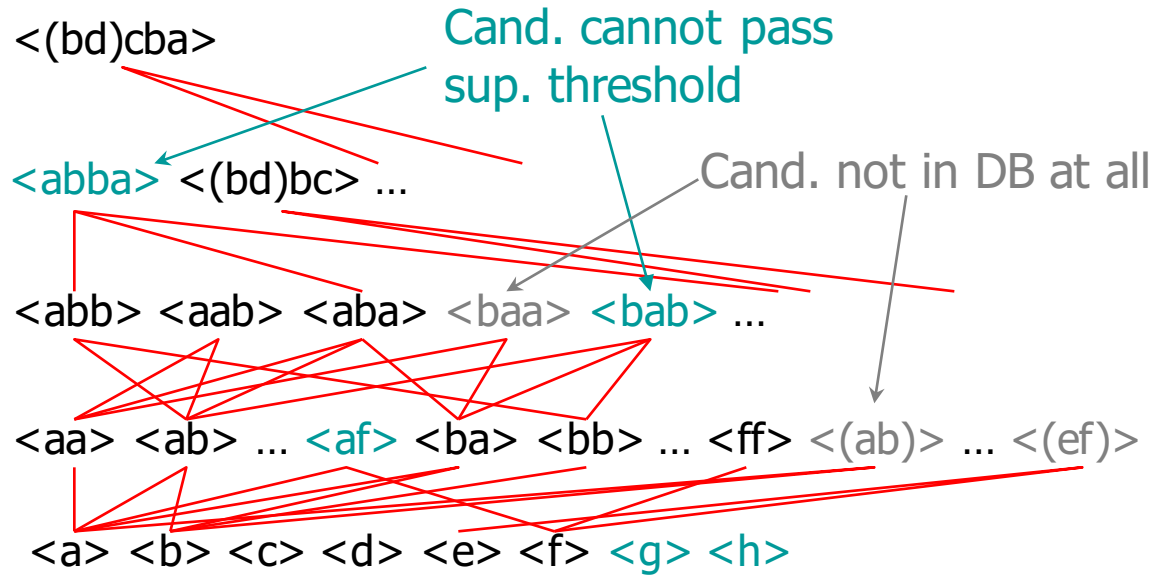 <(bd)cba>
Cand. cannot pass
sup. threshold
<abba> <(bd)bc> ...
Cand. not in DB at all
<abb> <aab> <aba> <baa> <bab> ...
<aa> <ab> ... <af> <ba> <bb> ... <ff> <(ab)> ... <(ef)>
<a> <b> <c> <d> <e> <f> <g> <h>